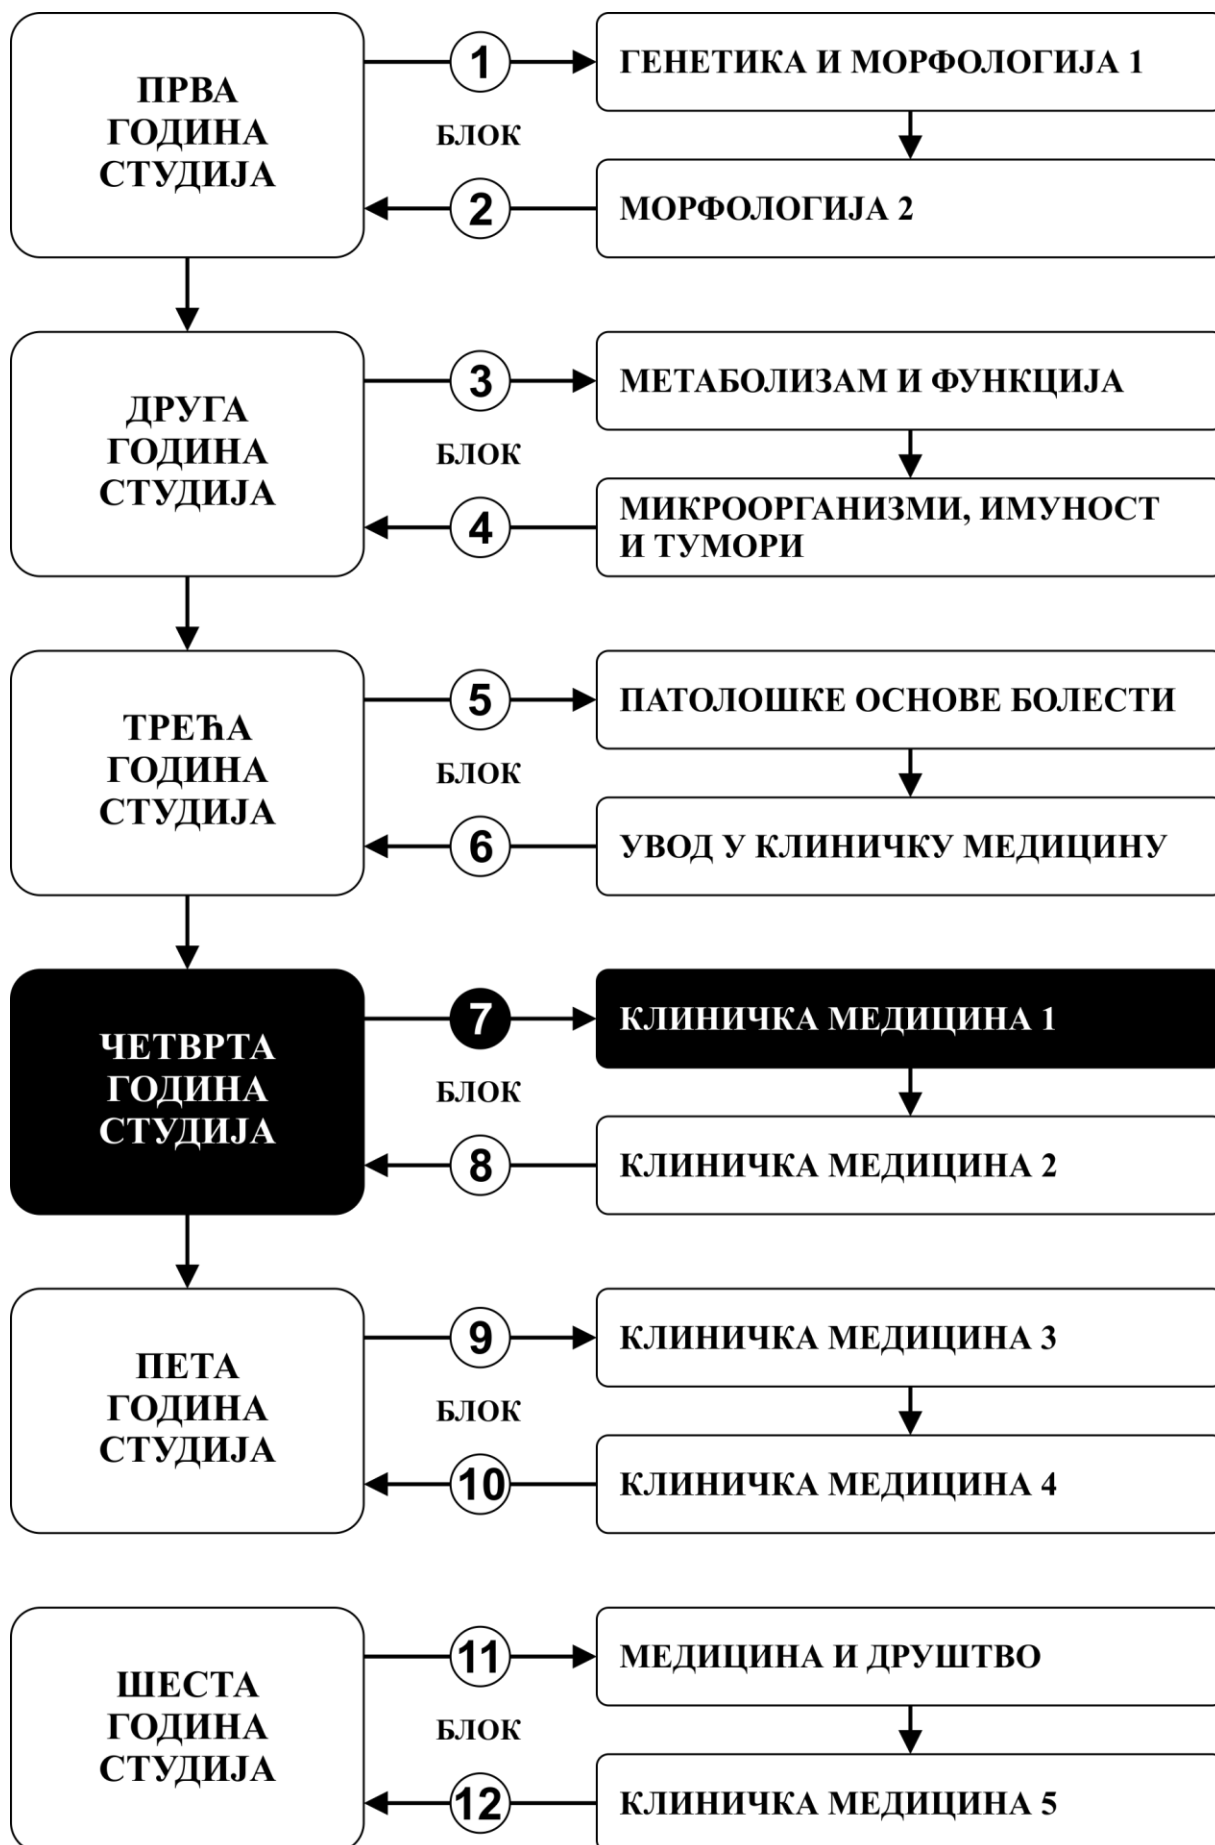 ПРВА
ГОДИНА
СТУДИЈА
1
БЛОК
2
ГЕНЕТИКА И МОРФОЛОГИЈА 1
МОРФОЛОГИЈА 2
ДРУГА
ГОДИНА
СТУДИЈА
3
БЛОК
4
МЕТАБОЛИЗАМ И ФУНКЦИЈА
МИКРООРГАНИЗМИ, ИМУНОСТ
И ТУМОРИ
ТРЕЋА
ГОДИНА
СТУДИЈА
5
БЛОК
6
ПАТОЛОШКЕ ОСНОВЕ БОЛЕСТИ
УВОД У КЛИНИЧКУ МЕДИЦИНУ
ЧЕТВРТА
ГОДИНА
СТУДИЈА
7
БЛОК
8
КЛИНИЧКА МЕДИЦИНА 1
КЛИНИЧКА МЕДИЦИНА 2
ПЕТА
ГОДИНА
СТУДИЈА
9
БЛОК
10
КЛИНИЧКА МЕДИЦИНА 3
КЛИНИЧКА МЕДИЦИНА 4
ШЕСТА
ГОДИНА
СТУДИЈА
11
БЛОК
12
МЕДИЦИНА И ДРУШТВО
КЛИНИЧКА МЕДИЦИНА 5